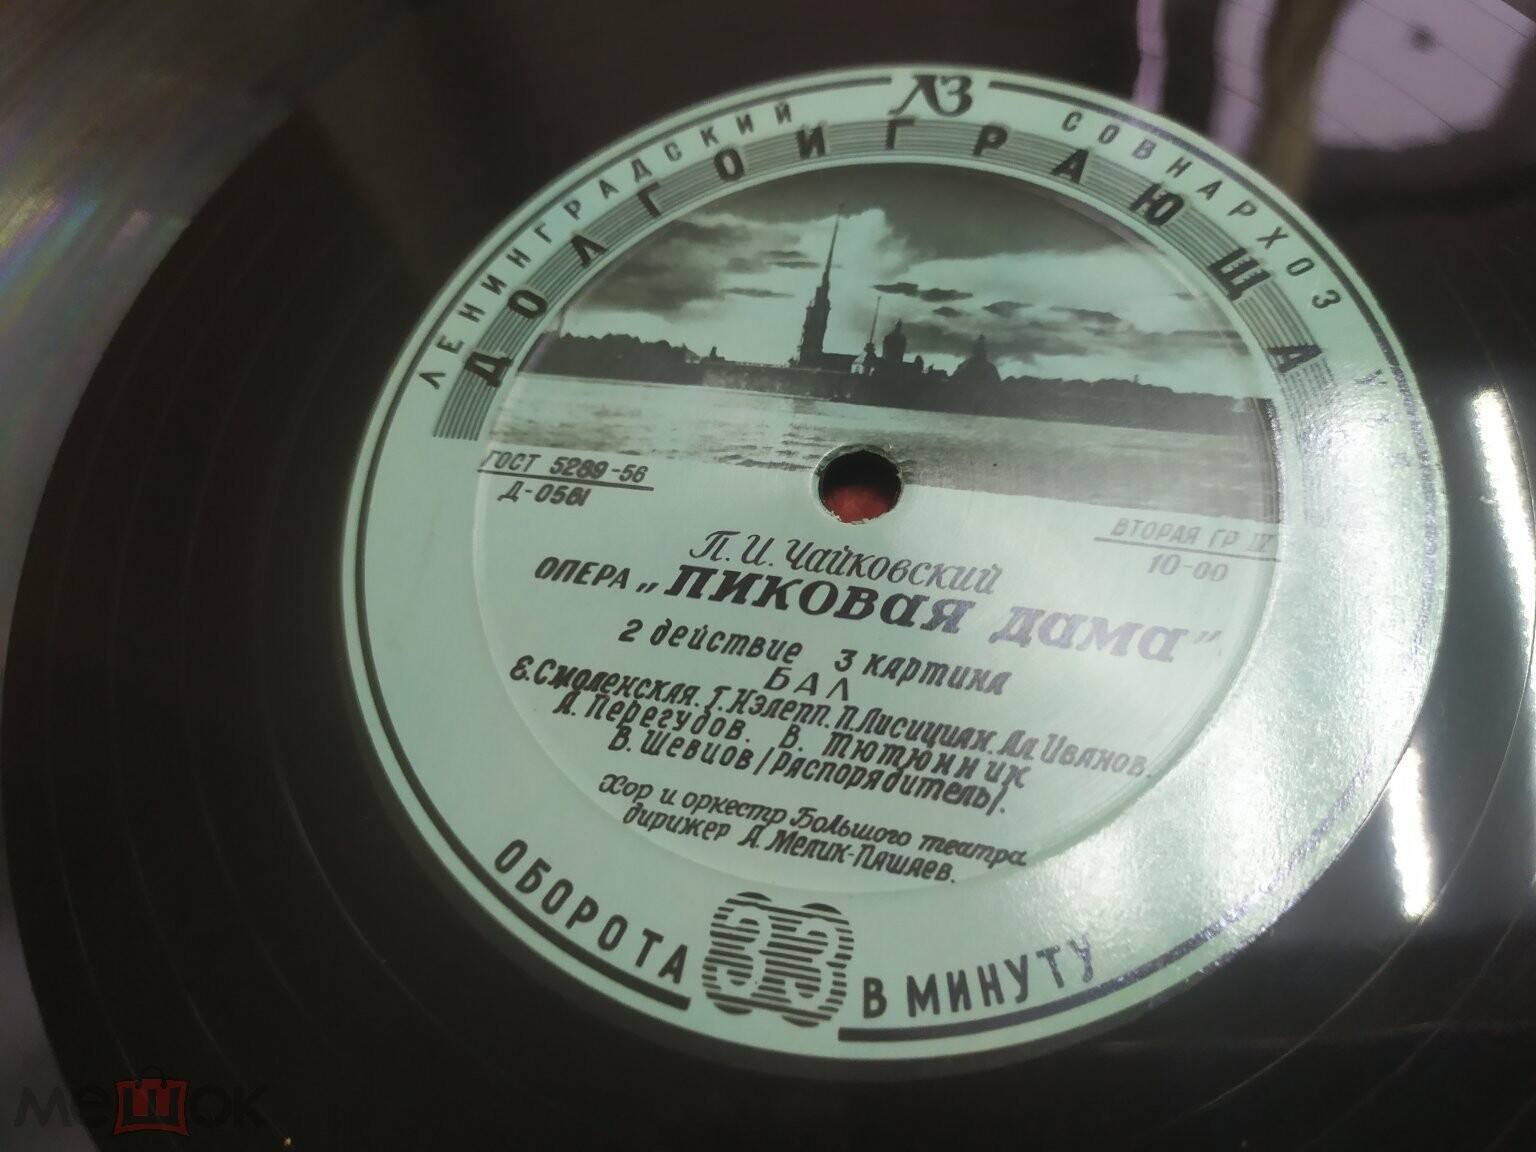 ЛЕНИНГРАДСКИЙ ЛЗ СОВНАРХОЗ
ДОЛГОИГРАЮЩА
ГОСТ 5289-56
Д-0561
ВТОРАЯ ГР IV
10-00
П. И. Чайковский
ОПЕРА „ПИКОВАЯ ДАМА"
2 действие 3 картина
БАЛ
Е. Смоленская. Г. Нэлепп. П. Лисициан. Ал Иванов.
А. Перегудов. В. Тютюнник
В. Шевцов /распорядитель/.
Хор и оркестр Большого театра
дирижер А. Мелик-Пашаев.
ОБОРОТА 33 В МИНУТУ
мешок